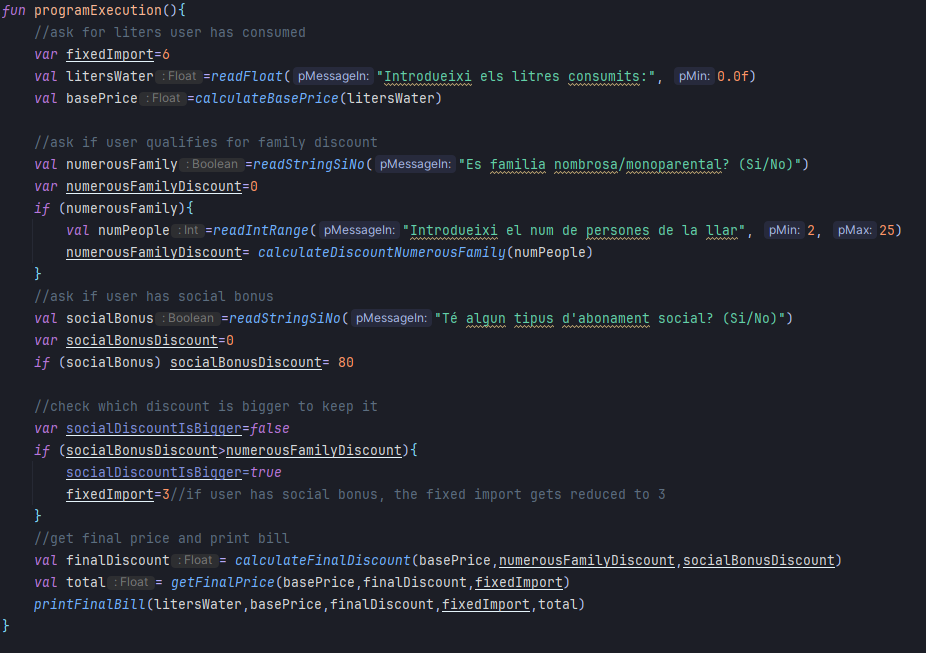 fun programExecution(){
    //ask for liters user has consumed
    var fixedImport=6
    val litersWater : Float =readFloat( pMessageIn: "Introdueixi els litres consumits:", pMin: 0.0f)
    val basePrice : Float =calculateBasePrice(litersWater)

    //ask if user qualifies for family discount
    val numerousFamily : Boolean =readStringSiNo( pMessageIn: "Es familia nombrosa/monoparental? (Si/No)")
    var numerousFamilyDiscount=0
    if (numerousFamily){
        val numPeople : Int =readIntRange( pMessageIn: "Introdueixi el num de persones de la llar", pMin: 2, pMax: 25)
        numerousFamilyDiscount= calculateDiscountNumerousFamily(numPeople)
    }
    //ask if user has social bonus
    val socialBonus : Boolean =readStringSiNo( pMessageIn: "Té algun tipus d'abonament social? (Si/No)")
    var socialBonusDiscount=0
    if (socialBonus) socialBonusDiscount= 80

    //check which discount is bigger to keep it
    var socialDiscountIsBigger=false
    if (socialBonusDiscount>numerousFamilyDiscount){
        socialDiscountIsBigger=true
        fixedImport=3//if user has social bonus, the fixed import gets reduced to 3
    }
    //get final price and print bill
    val finalDiscount : Float = calculateFinalDiscount(basePrice,numerousFamilyDiscount,socialBonusDiscount)
    val total : Float = getFinalPrice(basePrice,finalDiscount,fixedImport)
    printFinalBill(litersWater,basePrice,finalDiscount,fixedImport,total)
}